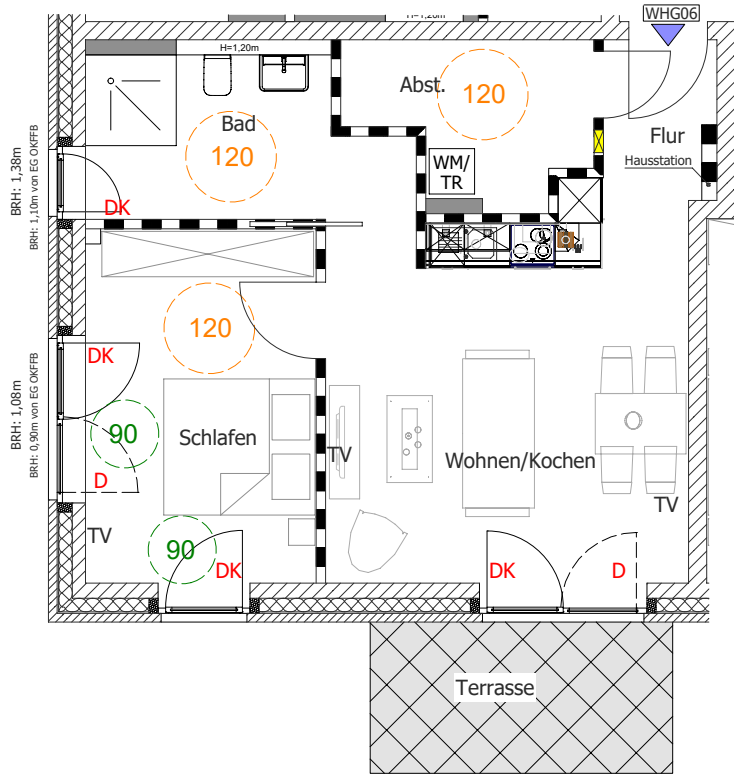 WHG06
H=1,20m
H=1,20m
Abst.
120
Bad
120
Flur
Hausstation
WM/
TR
DK
BRH: 1,38m
BRH: 1,10m von EG OKFFB
120
DK
BRH: 1,08m
BRH: 0,90m von EG OKFFB
90
Schlafen
TV
Wohnen/Kochen
D
TV
TV
90
DK
DK
D
Terrasse